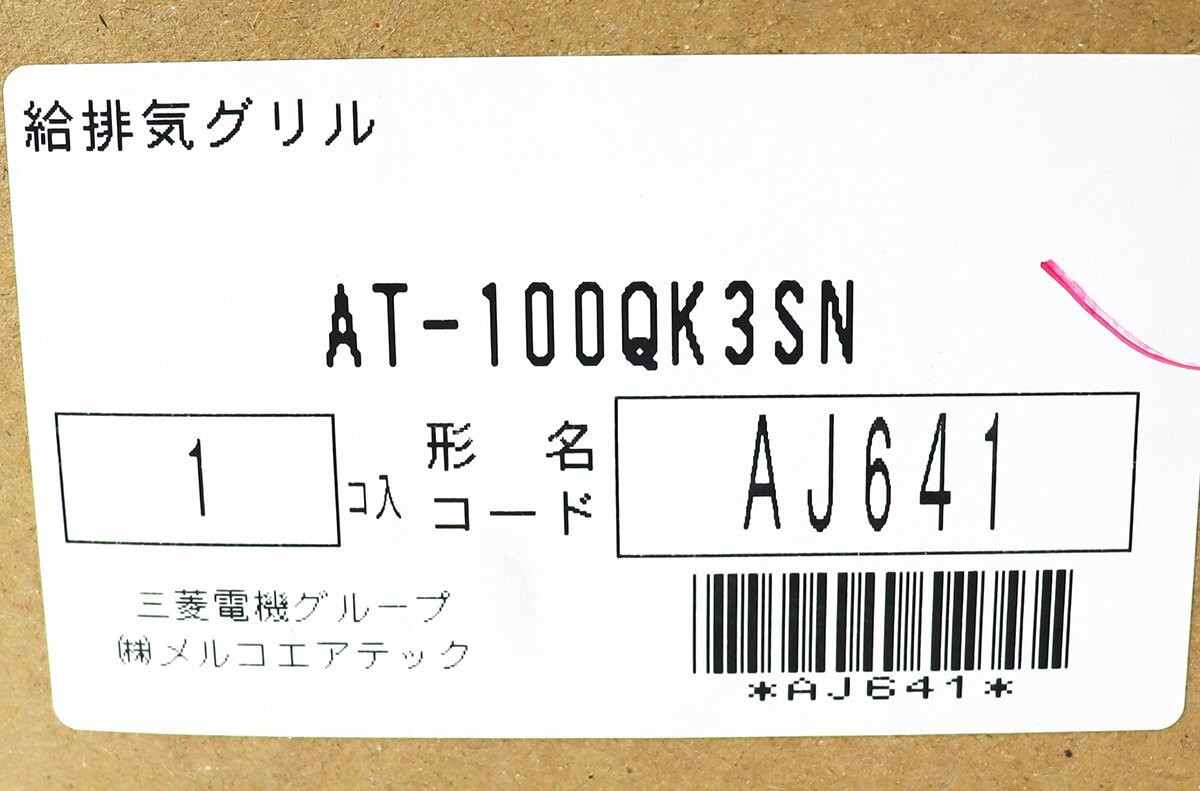 給排気グリル
AT-100QK3SN
1 コ入
形名コード AJ641
三菱電機グループ
㈱メルコエアテック
*AJ641*